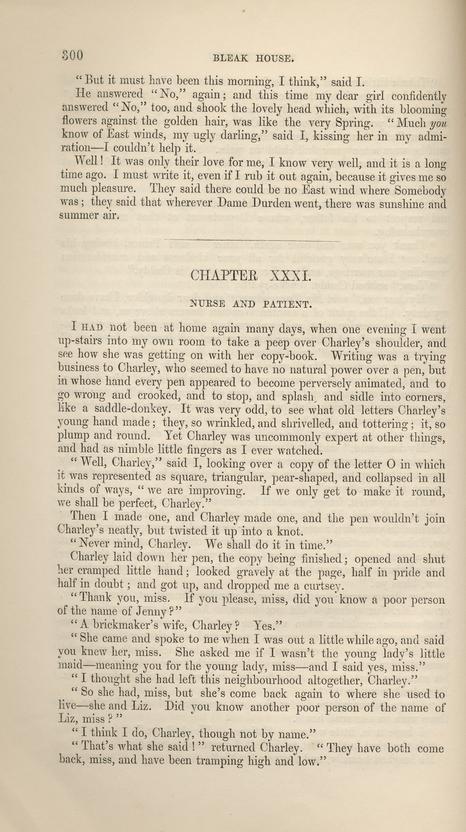 300
BLEAK HOUSE.
“But it must have been this morning, I think,” said I.
He answered “No,” again; and this time my dear girl confidently
answered “No,” too, and shook the lovely head which, with its blooming
flowers against the golden hair, was like the very Spring. “Much you
know of East winds, my ugly darling,” said I, kissing her in my admi-
ration—I couldn’t help it.
Well! It was only their love for me, I know very well, and it is a long
time ago. I must write it, even if I rub it out again, because it gives me so
much pleasure. They said there could be no East wind where Somebody
was; they said that wherever Dame Durden went, there was sunshine and
summer air.
CHAPTER XXXI.
NURSE AND PATIENT.
I HAD not been at home again many days, when one evening I went
up-stairs into my own room to take a peep over Charley’s shoulder, and
see how she was getting on with her copy-book. Writing was a trying
business to Charley, who seemed to have no natural power over a pen, but
in whose hand every pen appeared to become perversely animated, and to
go wrong and crooked, and to stop, and splash and sidle into corners,
like a saddle-donkey. It was very odd, to see what old letters Charley’s
young hand made; they, so wrinkled, and shrivelled, and tottering; it, so
plump and round. Yet Charley was uncommonly expert at other things,
and had as nimble little fingers as I ever watched.
“Well, Charley,” said I, looking over a copy of the letter O in which
it was represented as square, triangular, pear-shaped, and collapsed in all
kinds of ways, “we are improving. If we only get to make it round,
we shall be perfect, Charley.”
Then I made one, and Charley made one, and the pen wouldn’t join
Charley’s neatly, but twisted it up into a knot.
“Never mind, Charley. We shall do it in time.”
Charley laid down her pen, the copy being finished; opened and shut
her cramped little hand; looked gravely at the page, half in pride and
half in doubt; and got up, and dropped me a curtsey.
“Thank you, miss. If you please, miss, did you know a poor person
of the name of Jenny?”
“A brickmaker’s wife, Charley? Yes.”
“She came and spoke to me when I was out a little while ago, and said
you knew her, miss. She asked me if I wasn’t the young lady’s little
maid—meaning you for the young lady, miss—and I said yes, miss.”
“I thought she had left this neighbourhood altogether, Charley.”
“So she had, miss, but she’s come back again to where she used to
live—she and Liz. Did you know another poor person of the name of
Liz, miss?”
“I think I do, Charley, though not by name.”
“That’s what she said!” returned Charley. “They have both come
back, miss, and have been tramping high and low.”